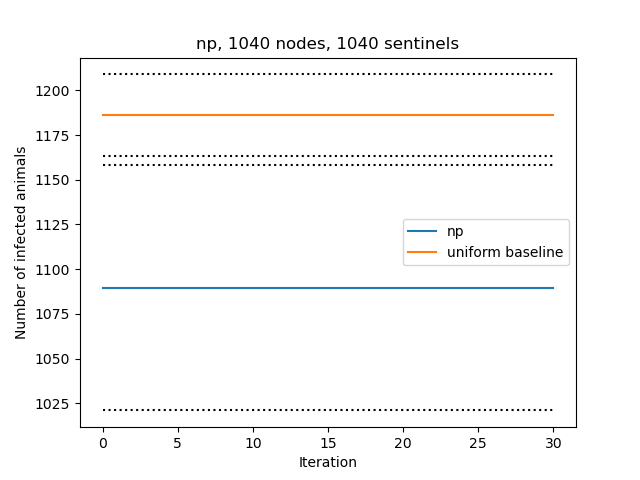 np, 1040 nodes, 1040 sentinels
Number of infected animals
1200
1175
1150
1125
1100
1075
1050
1025
np
uniform baseline
0 5 10 15 20 25 30
Iteration